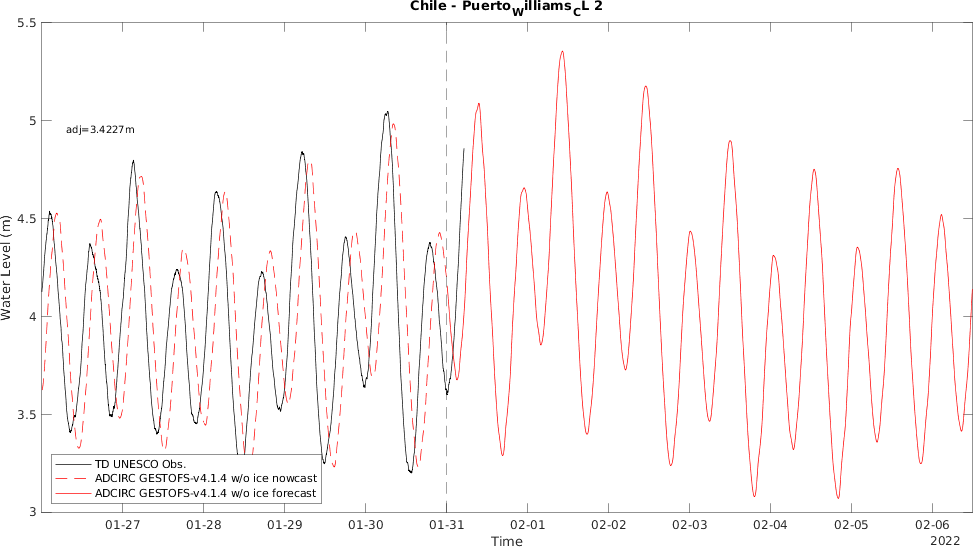 Chile - PuertoWilliamsCL 2
5.5
5
4.5
4
3.5
3
Water Level (m)
adj=3.4227m
TD UNESCO Obs.
ADCIRC GESTOFS-v4.1.4 w/o ice nowcast
ADCIRC GESTOFS-v4.1.4 w/o ice forecast
01-27 01-28 01-29 01-30 01-31 02-01 02-02 02-03 02-04 02-05 02-06
Time
2022